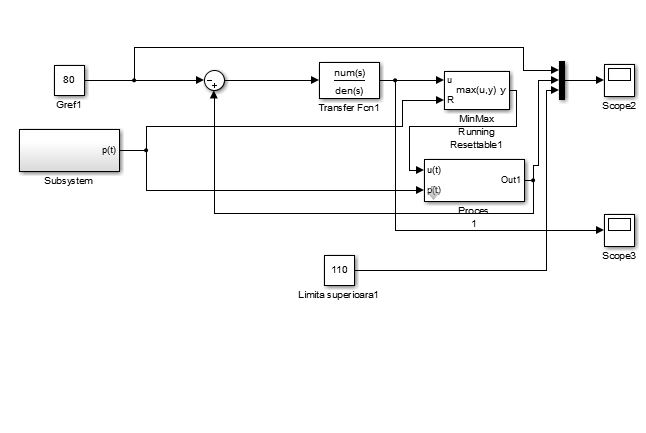 80
Gref1
-
+
num(s)
den(s)
Transfer Fcn1
u
R
max(u,y)
y
MinMax
Running
Resettable1
Scope2
p(t)
Subsystem
u(t)
p(t)
Out1
Proces
1
Scope3
110
Limita superioara1